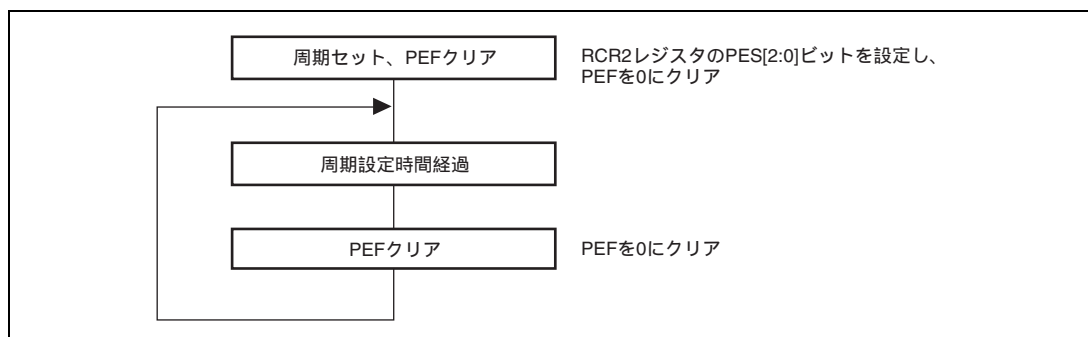 周期セット、PEFクリア
RCR2レジスタのPES[2:0]ビットを設定し、
PEFを0にクリア
周期設定時間経過
PEFクリア
PEFを0にクリア